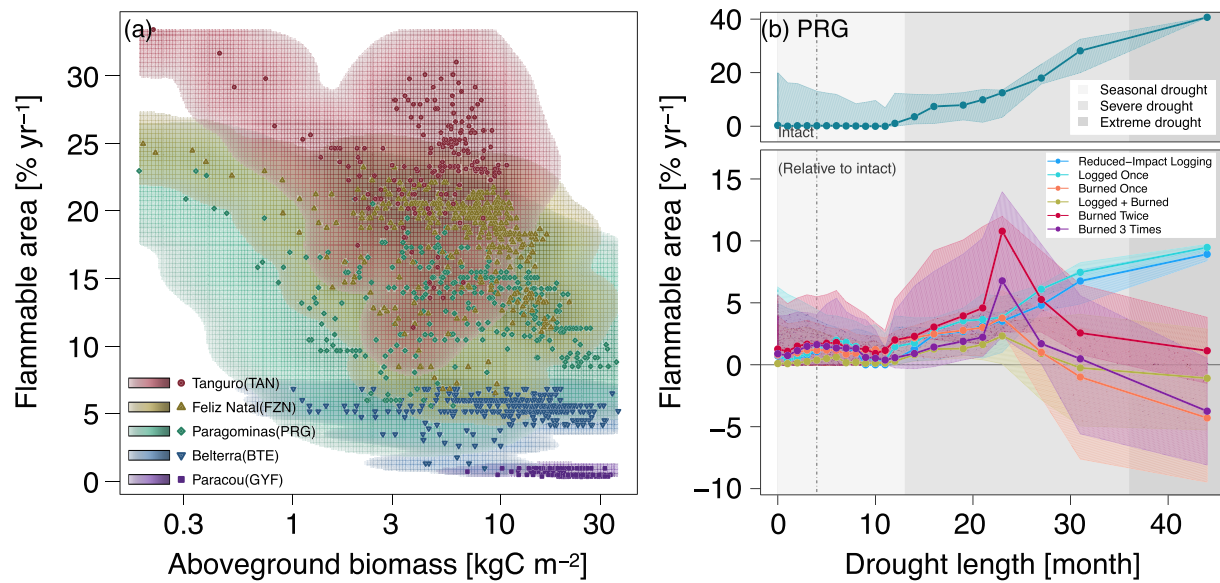 (a)
Flammable area [% yr−1]
30
25
20
15
10
5
0
Tanguro(TAN)
Feliz Natal(FZN)
Paragominas(PRG)
Belterra(BTE)
Paracou(GYF)
0.3 1 3 10 30
Aboveground biomass [kgC m−2]
(b) PRG
40
20
0
Intact
Seasonal drought
Severe drought
Extreme drought
Flammable area [% yr−1]
(Relative to intact)
Reduced−Impact Logging
Logged Once
Burned Once
Logged + Burned
Burned Twice
Burned 3 Times
15
10
5
0
−5
−10
0 10 20 30 40
Drought length [month]